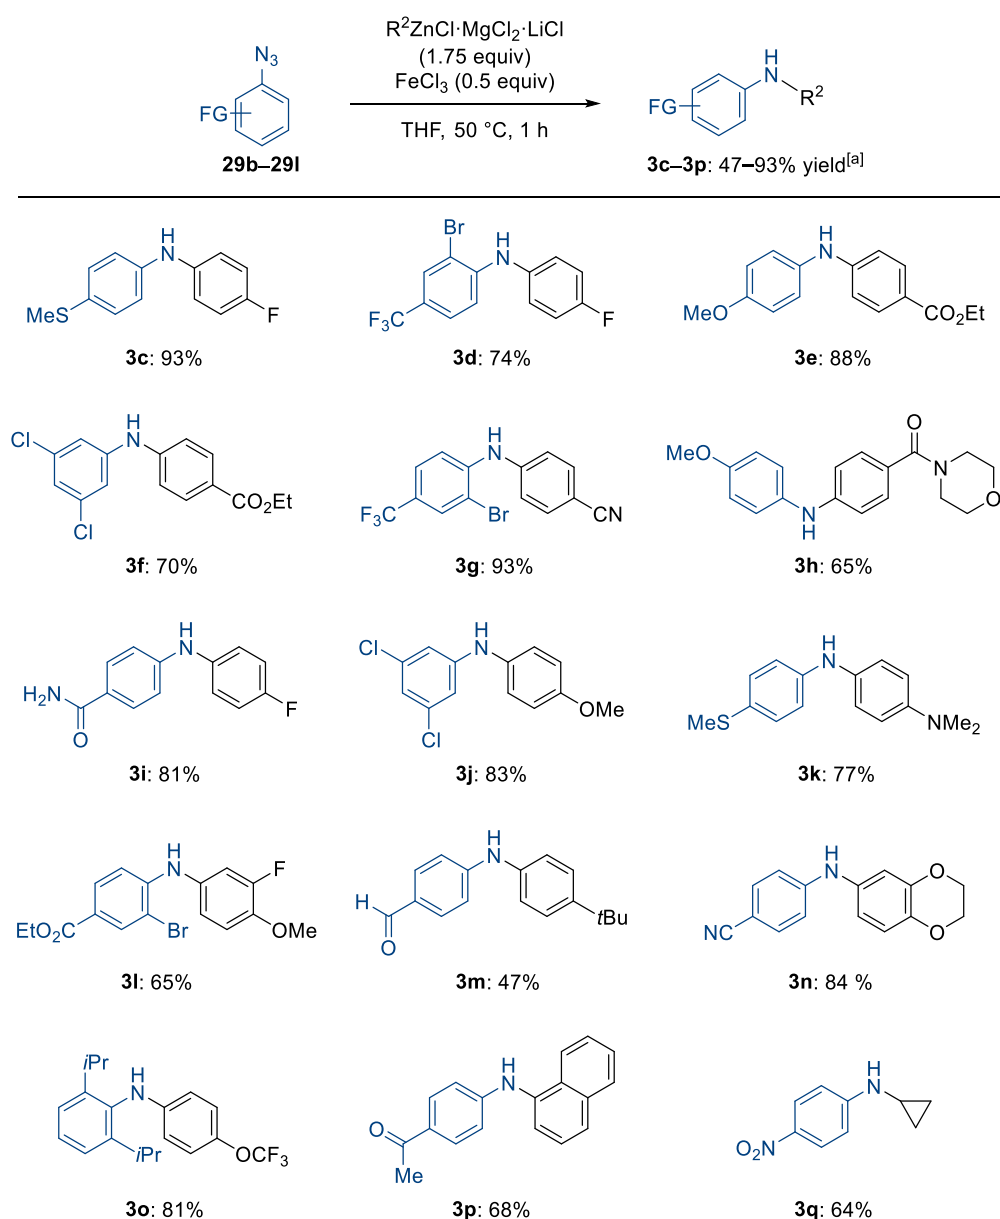 R²ZnCl·MgCl₂·LiCl
(1.75 equiv)
FeCl₃ (0.5 equiv)
THF, 50 °C, 1 h
N₃
FG
29b–29l
H
N
R²
FG
3c–3p: 47–93% yield[a]
H
N
MeS
F
3c: 93%
Br
H
N
F₃C
F
3d: 74%
H
N
MeO
CO₂Et
3e: 88%
Cl
H
N
Cl
CO₂Et
3f: 70%
H
N
F₃C
Br
CN
3g: 93%
MeO
O
N
O
N
H
3h: 65%
H
N
H₂N
O
F
3i: 81%
Cl
H
N
Cl
OMe
3j: 83%
H
N
MeS
NMe₂
3k: 77%
H
N
F
EtO₂C
Br
OMe
3l: 65%
H
N
H
O
tBu
3m: 47%
H
N
O
NC
O
3n: 84 %
iPr
H
N
iPr
OCF₃
3o: 81%
H
N
O
Me
3p: 68%
H
N
O₂N
3q: 64%